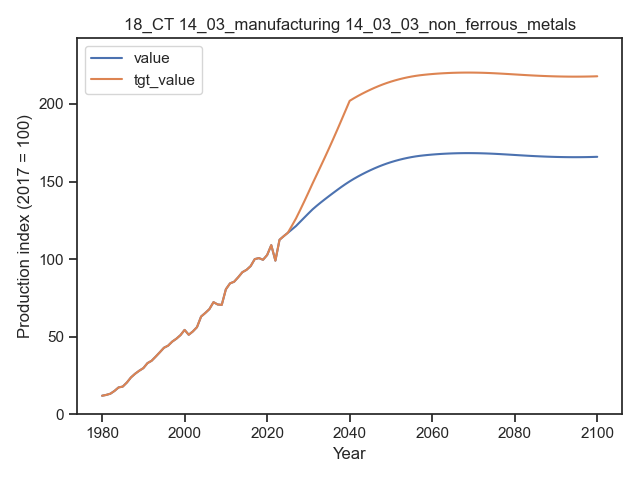 18_CT 14_03_manufacturing 14_03_03_non_ferrous_metals
value
tgt_value
Production index (2017 = 100)
200
150
100
50
0
1980
2000
2020
2040
2060
2080
2100
Year